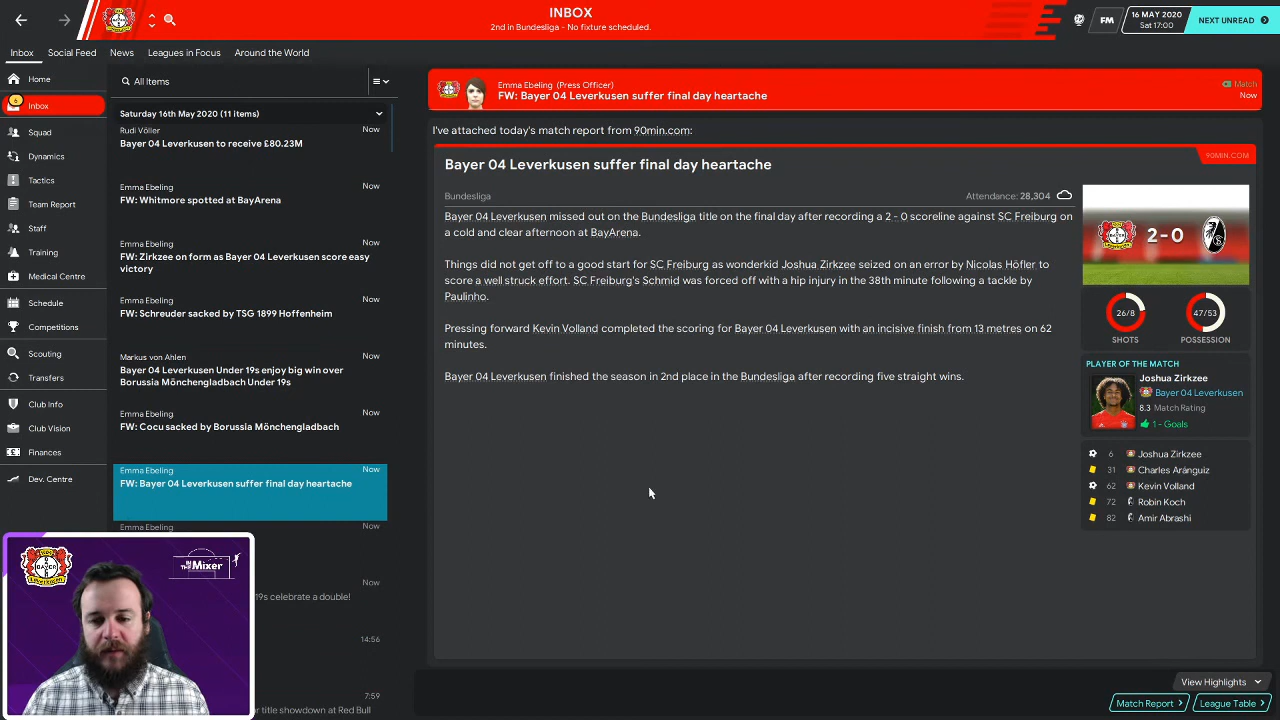 INBOX
2nd in Bundesliga - No fixture scheduled.
FM
16 MAY 2020
Sat 17:00
NEXT UNREAD
Inbox
Social Feed
News
Leagues in Focus
Around the World
Home
6
Inbox
Squad
Dynamics
Tactics
Team Report
Staff
Training
Medical Centre
Schedule
Competitions
Scouting
Transfers
Club Info
Club Vision
Finances
Dev. Centre
All Items
Saturday 16th May 2020 (11 items)
Rudi Völler
Now
Bayer 04 Leverkusen to receive £80.23M
Emma Ebeling
Now
FW: Whitmore spotted at BayArena
Emma Ebeling
Now
FW: Zirkzee on form as Bayer 04 Leverkusen score easy
victory
Emma Ebeling
Now
FW: Schreuder sacked by TSG 1899 Hoffenheim
Markus von Ahlen
Now
Bayer 04 Leverkusen Under 19s enjoy big win over
Borussia Mönchengladbach Under 19s
Emma Ebeling
Now
FW: Cocu sacked by Borussia Mönchengladbach
Emma Ebeling
Now
FW: Bayer 04 Leverkusen suffer final day heartache
Emma Ebeling
Now
Now
19s celebrate a double!
14:56
7:59
or title showdown at Red Bull
Emma Ebeling (Press Officer)
FW: Bayer 04 Leverkusen suffer final day heartache
Match
Now
I've attached today's match report from 90min.com:
Bayer 04 Leverkusen suffer final day heartache
90MIN.COM
Bundesliga
Attendance: 28,304
Bayer 04 Leverkusen missed out on the Bundesliga title on the final day after recording a 2 - 0 scoreline against SC Freiburg on
a cold and clear afternoon at BayArena.
Things did not get off to a good start for SC Freiburg as wonderkid Joshua Zirkzee seized on an error by Nicolas Höfler to
score a well struck effort. SC Freiburg's Schmid was forced off with a hip injury in the 38th minute following a tackle by
Paulinho.
Pressing forward Kevin Volland completed the scoring for Bayer 04 Leverkusen with an incisive finish from 13 metres on 62
minutes.
Bayer 04 Leverkusen finished the season in 2nd place in the Bundesliga after recording five straight wins.
2-0
26/8
47/53
SHOTS
POSSESSION
PLAYER OF THE MATCH
Joshua Zirkzee
Bayer 04 Leverkusen
8.3 Match Rating
1 - Goals
6 Joshua Zirkzee
31 Charles Aránguiz
62 Kevin Volland
72 Robin Koch
82 Amir Abrashi
View Highlights
Match Report
League Table
BAYER
Leverkusen
IN THE Mixer